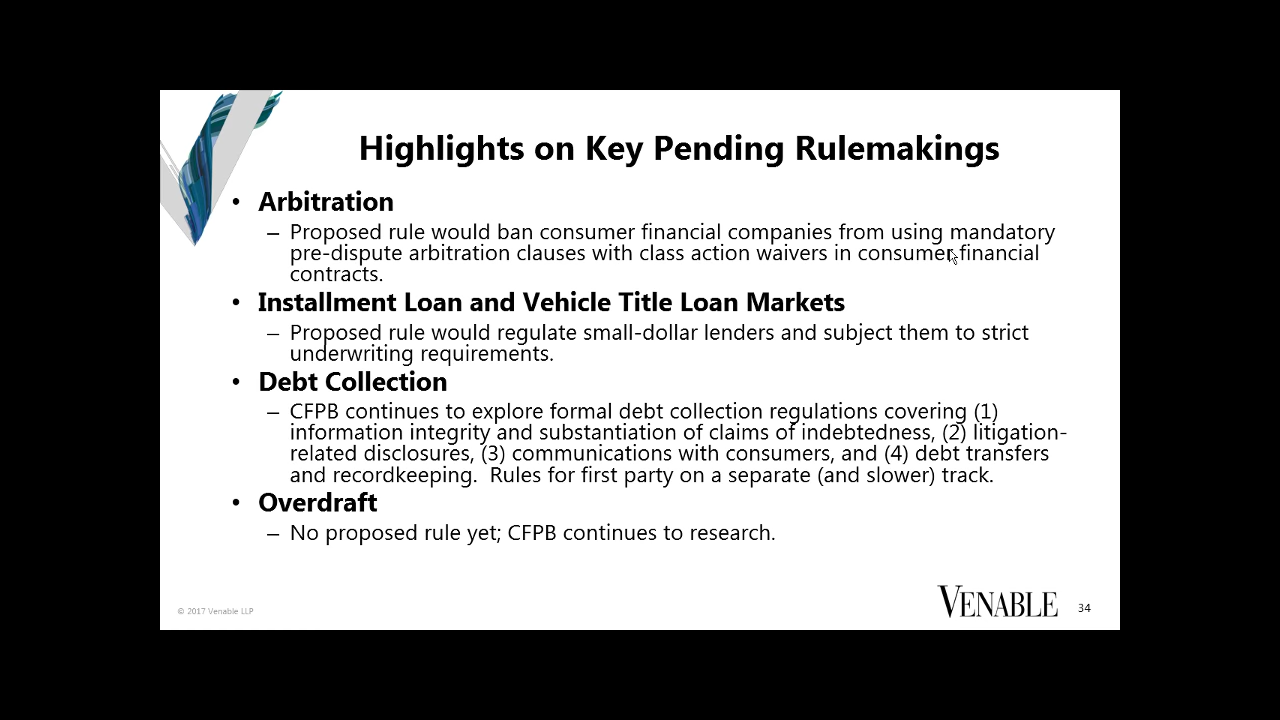 Highlights on Key Pending Rulemakings
• Arbitration
– Proposed rule would ban consumer financial companies from using mandatory
pre-dispute arbitration clauses with class action waivers in consumer financial
contracts.
• Installment Loan and Vehicle Title Loan Markets
– Proposed rule would regulate small-dollar lenders and subject them to strict
underwriting requirements.
• Debt Collection
– CFPB continues to explore formal debt collection regulations covering (1)
information integrity and substantiation of claims of indebtedness, (2) litigation-
related disclosures, (3) communications with consumers, and (4) debt transfers
and recordkeeping.  Rules for first party on a separate (and slower) track.
• Overdraft
– No proposed rule yet; CFPB continues to research.
© 2017 Venable LLP
VENABLE
34